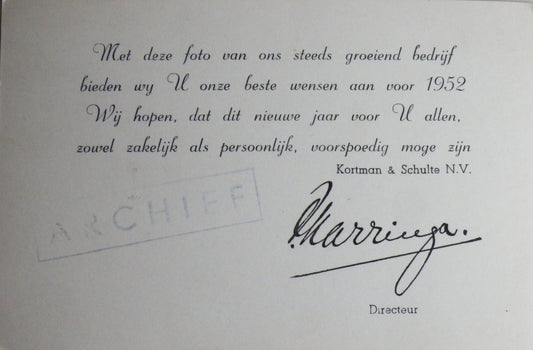 Met deze foto van ons steeds groeiend bedrijf
bieden wy U onze beste wensen aan voor 1952
Wij hopen, dat dit nieuwe jaar voor U allen,
zowel zakelijk als persoonlijk, voorspoedig moge zijn
Kortman & Schulte N.V.
ARCHIEF
Directeur